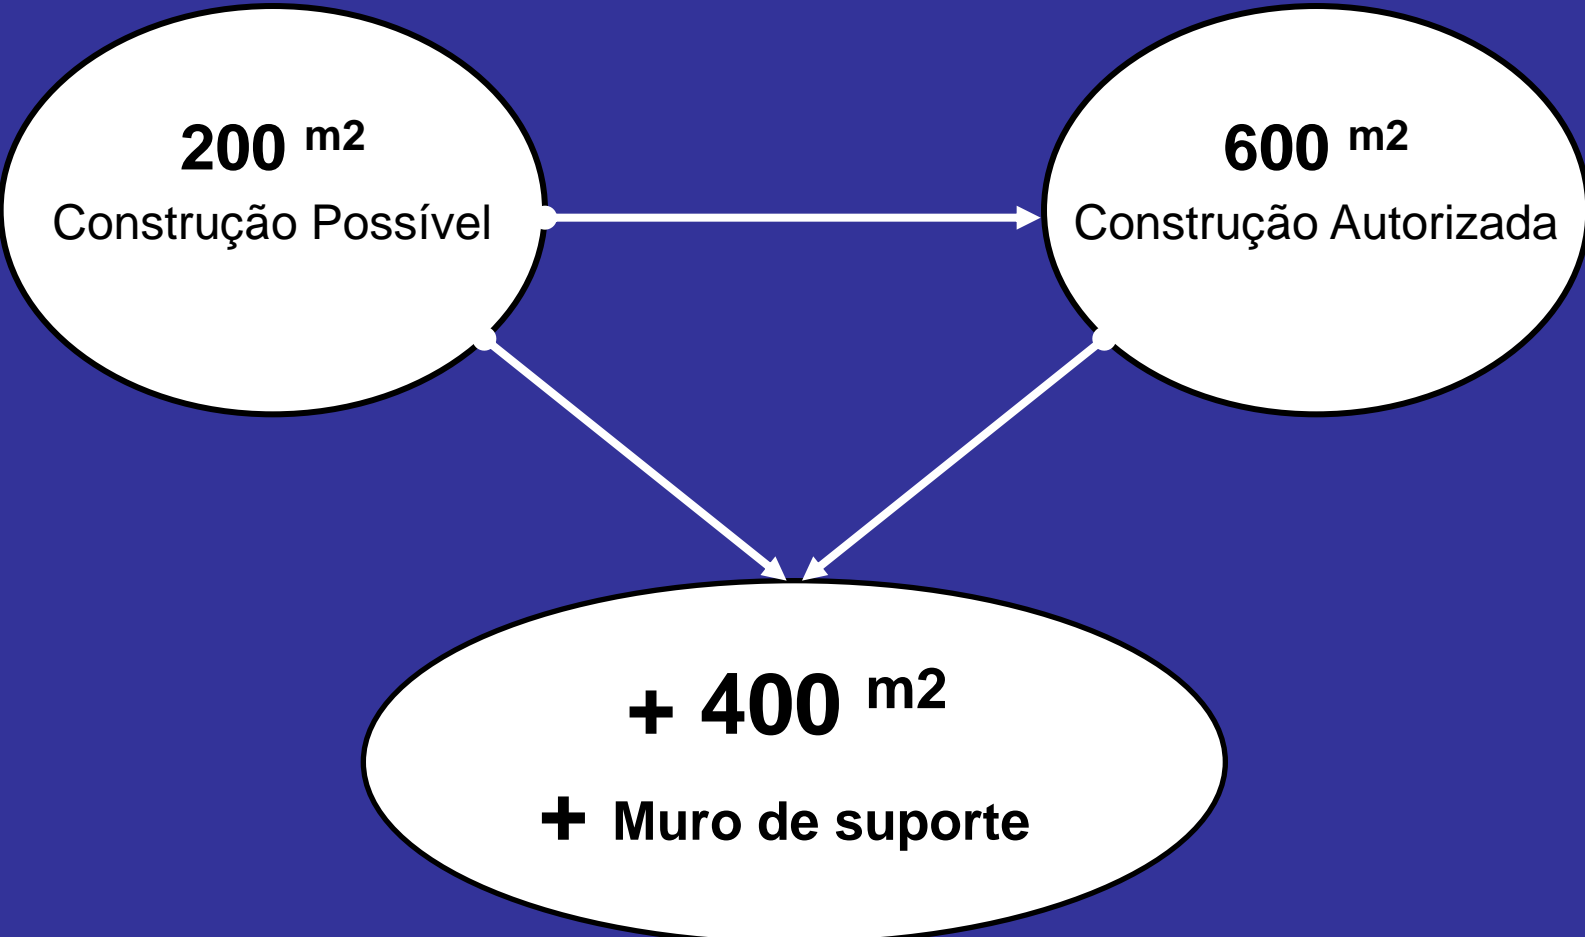 200 m2
Construção Possível
600 m2
Construção Autorizada
+ 400 m2
+ Muro de suporte